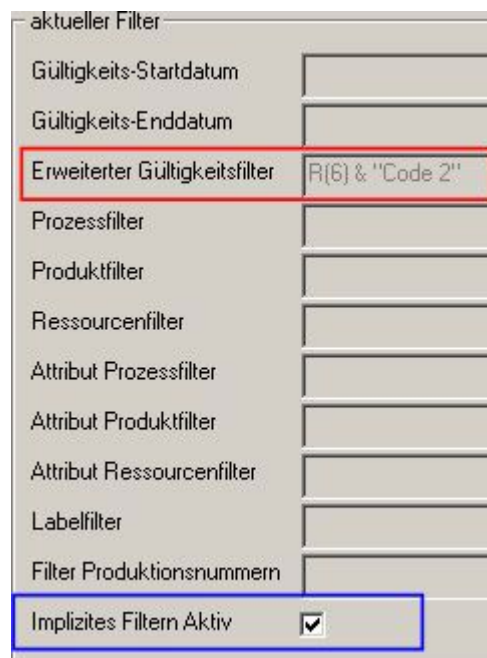 aktueller Filter
Gültigkeits-Startdatum
Gültigkeits-Enddatum
Erweiterter Gültigkeitsfilter R(6) & "Code 2"
Prozessfilter
Produktfilter
Ressourcenfilter
Attribut Prozessfilter
Attribut Produktfilter
Attribut Ressourcenfilter
Labelfilter
Filter Produktionsnummern
Implizites Filtern Aktiv